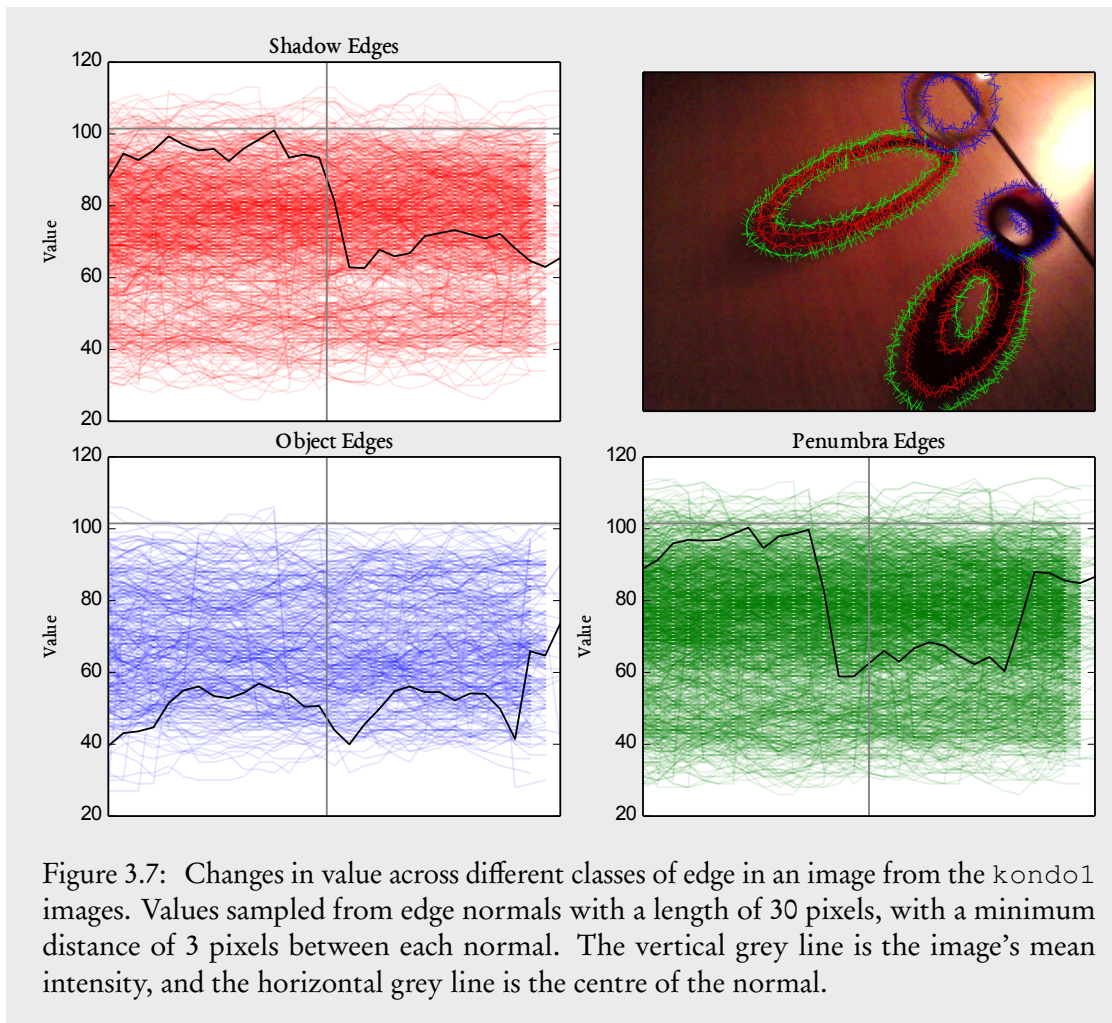 Shadow Edges
120
100
80
60
40
20
Value
Object Edges
120
100
80
60
40
20
Value
Penumbra Edges
120
100
80
60
40
20
Value
Figure 3.7: Changes in value across different classes of edge in an image from the kondo1
images. Values sampled from edge normals with a length of 30 pixels, with a minimum
distance of 3 pixels between each normal. The vertical grey line is the image's mean
intensity, and the horizontal grey line is the centre of the normal.